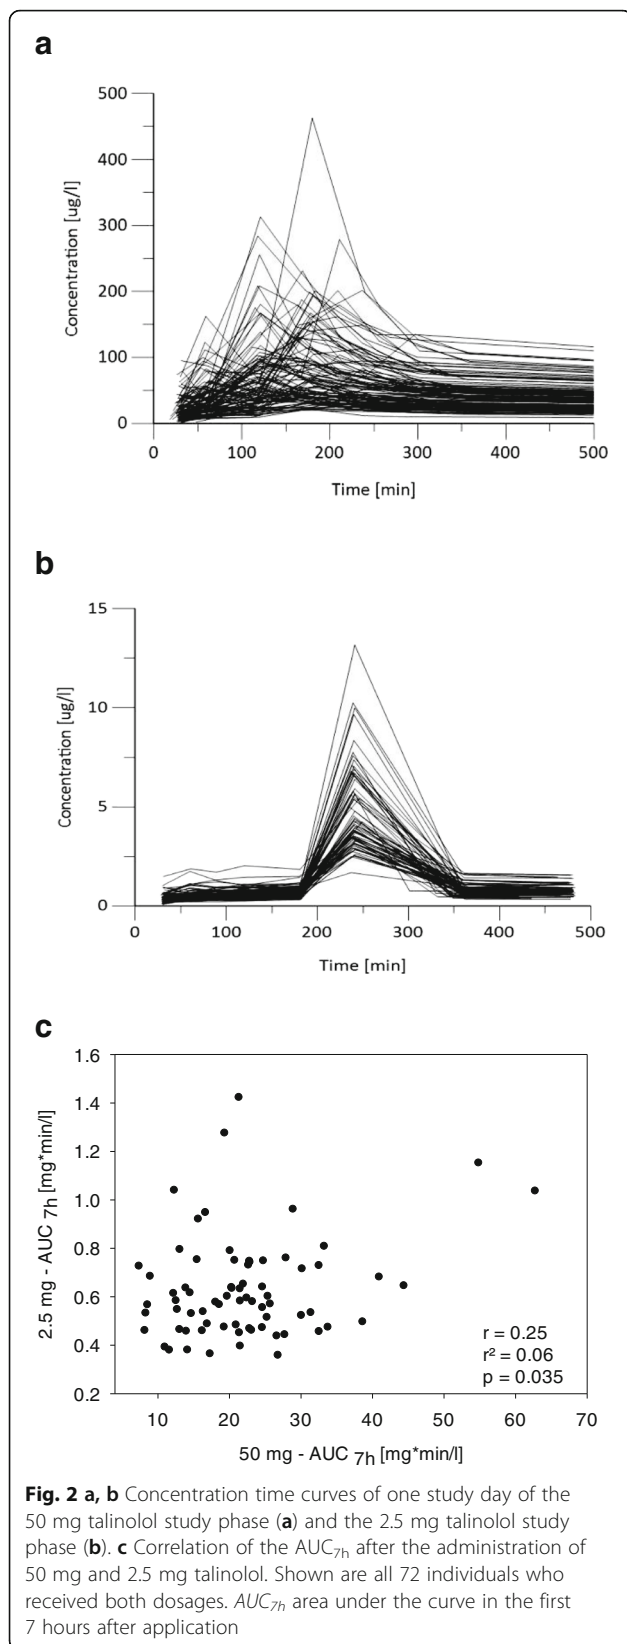 a
500
400
300
200
100
0
Concentration [ug/l]
0 100 200 300 400 500
Time [min]
b
15
10
5
0
Concentration [ug/l]
0 100 200 300 400 500
Time [min]
c
1.6
1.4
1.2
1.0
0.8
0.6
0.4
0.2
2.5 mg - AUC 7h [mg*min/l]
r = 0.25
r² = 0.06
p = 0.035
10 20 30 40 50 60 70
50 mg - AUC 7h [mg*min/l]
Fig. 2 a, b Concentration time curves of one study day of the
50 mg talinolol study phase (a) and the 2.5 mg talinolol study
phase (b). c Correlation of the AUC7h after the administration of
50 mg and 2.5 mg talinolol. Shown are all 72 individuals who
received both dosages. AUC7h area under the curve in the first
7 hours after application